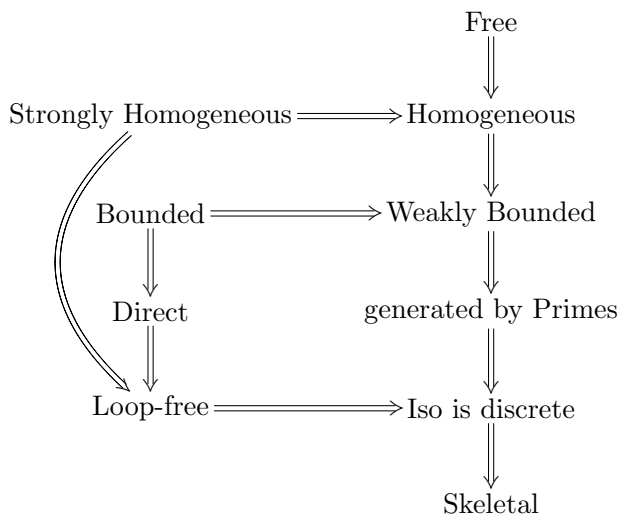 Free
Strongly Homogeneous Homogeneous
Bounded Weakly Bounded
Direct generated by Primes
Loop-free Iso is discrete
Skeletal